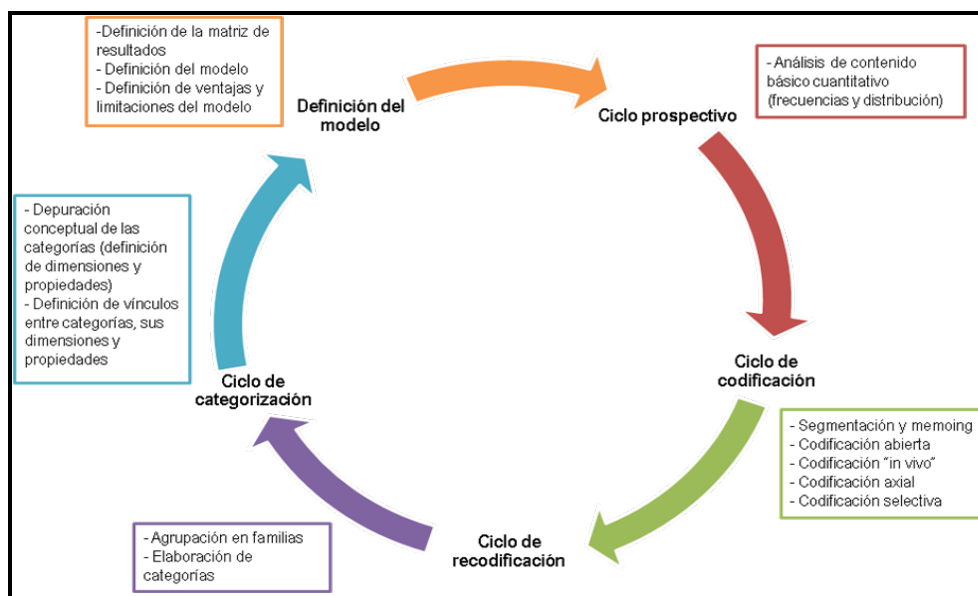 -Definición de la matriz de
resultados
- Definición del modelo
- Definición de ventajas y
limitaciones del modelo
Definición del
modelo
Ciclo prospectivo
- Análisis de contenido
básico cuantitativo
(frecuencias y distribución)
- Depuración
conceptual de las
categorías (definición
de dimensiones y
propiedades)
- Definición de vínculos
entre categorías, sus
dimensiones y
propiedades
Ciclo de
categorización
Ciclo de
codificación
- Segmentación y memoing
- Codificación abierta
- Codificación “in vivo”
- Codificación axial
- Codificación selectiva
- Agrupación en familias
- Elaboración de
categorías
Ciclo de
recodificación